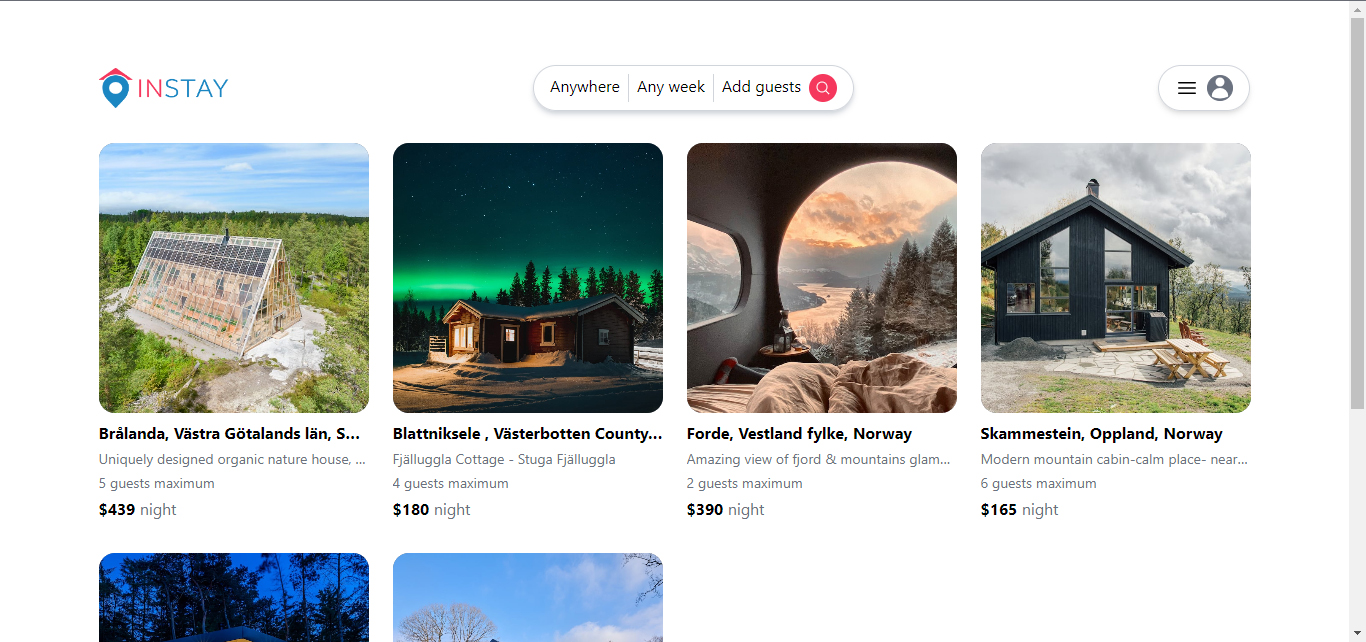 INSTAY
Anywhere
Any week
Add guests
Brålanda, Västra Götalands län, S...
Uniquely designed organic nature house, ...
5 guests maximum
$439 night
Blattniksele , Västerbotten County...
Fjälluggla Cottage - Stuga Fjälluggla
4 guests maximum
$180 night
Forde, Vestland fylke, Norway
Amazing view of fjord & mountains glam...
2 guests maximum
$390 night
Skammestein, Oppland, Norway
Modern mountain cabin-calm place- near...
6 guests maximum
$165 night